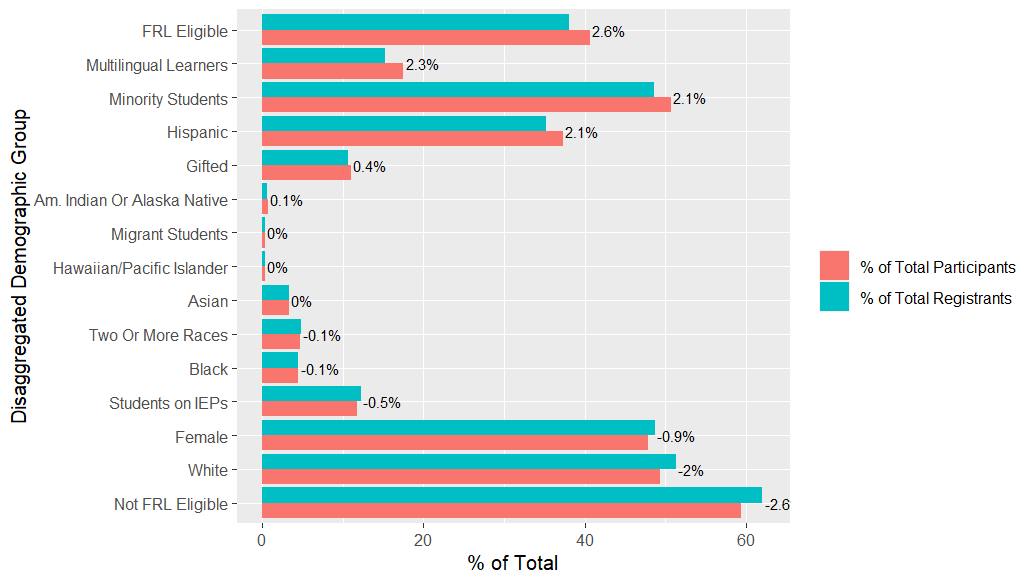 Disaggregated Demographic Group
FRL Eligible
2.6%
Multilingual Learners
2.3%
Minority Students
2.1%
Hispanic
2.1%
Gifted
0.4%
Am. Indian Or Alaska Native
0.1%
Migrant Students
0%
Hawaiian/Pacific Islander
0%
Asian
0%
Two Or More Races
-0.1%
Black
-0.1%
Students on IEPs
-0.5%
Female
-0.9%
White
-2%
Not FRL Eligible
-2.6
0
20
40
60
% of Total
% of Total Participants
% of Total Registrants